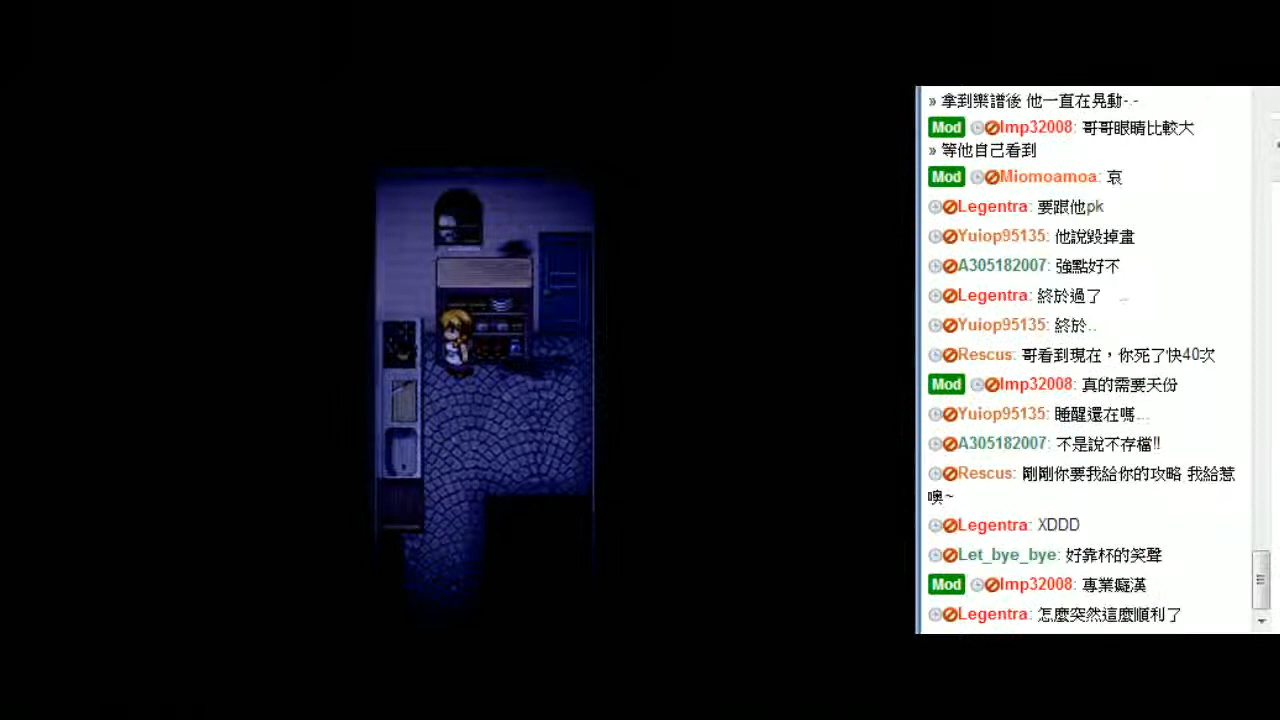 » 拿到樂譜後 他一直在晃動-.-
Mod Imp32008: 哥哥眼睛比較大
» 等他自己看到
Mod Miomoamoa: 哀
Legentra: 要跟他pk
Yuiop95135: 他說毀掉畫
A305182007: 強點好不
Legentra: 終於過了
Yuiop95135: 終於..
Rescus: 哥看到現在，你死了快40次
Mod Imp32008: 真的需要天份
Yuiop95135: 睡醒還在嗎...
A305182007: 不是說不存檔!!
Rescus: 剛剛你要我給你的攻略 我給惹
噢~
Legentra: XDDD
Let_bye_bye: 好靠杯的笑聲
Mod Imp32008: 專業癡漢
Legentra: 怎麼突然這麼順利了